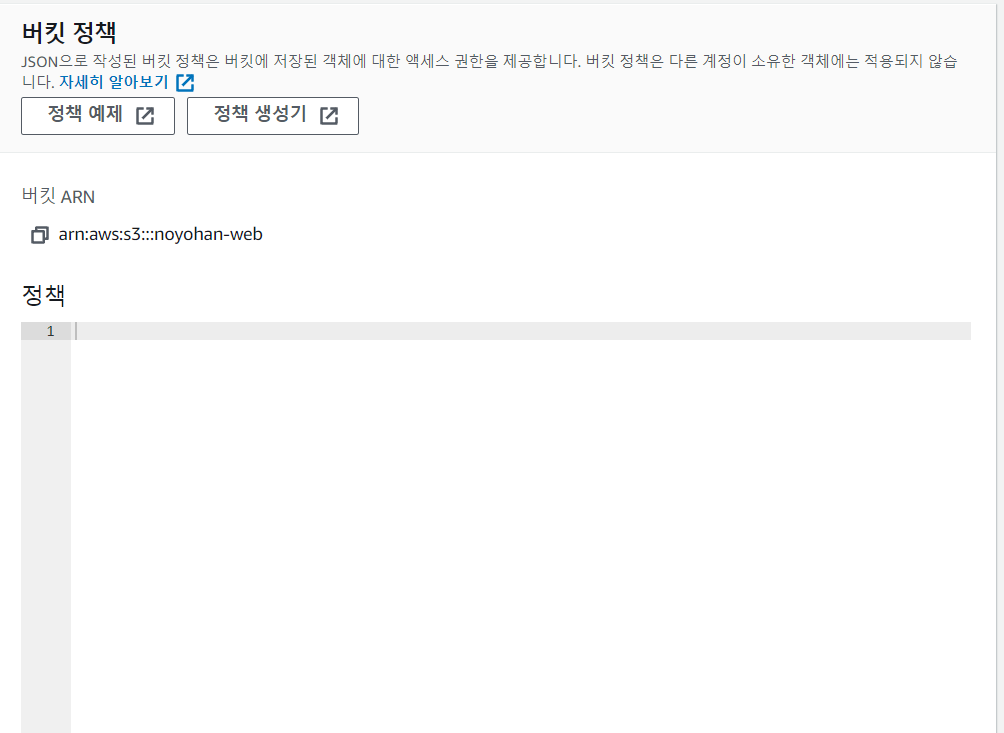 버킷 정책
JSON으로 작성된 버킷 정책은 버킷에 저장된 객체에 대한 액세스 권한을 제공합니다. 버킷 정책은 다른 계정이 소유한 객체에는 적용되지 않습
니다. 자세히 알아보기
정책 예제 정책 생성기
버킷 ARN
arn:aws:s3:::noyohan-web
정책
1